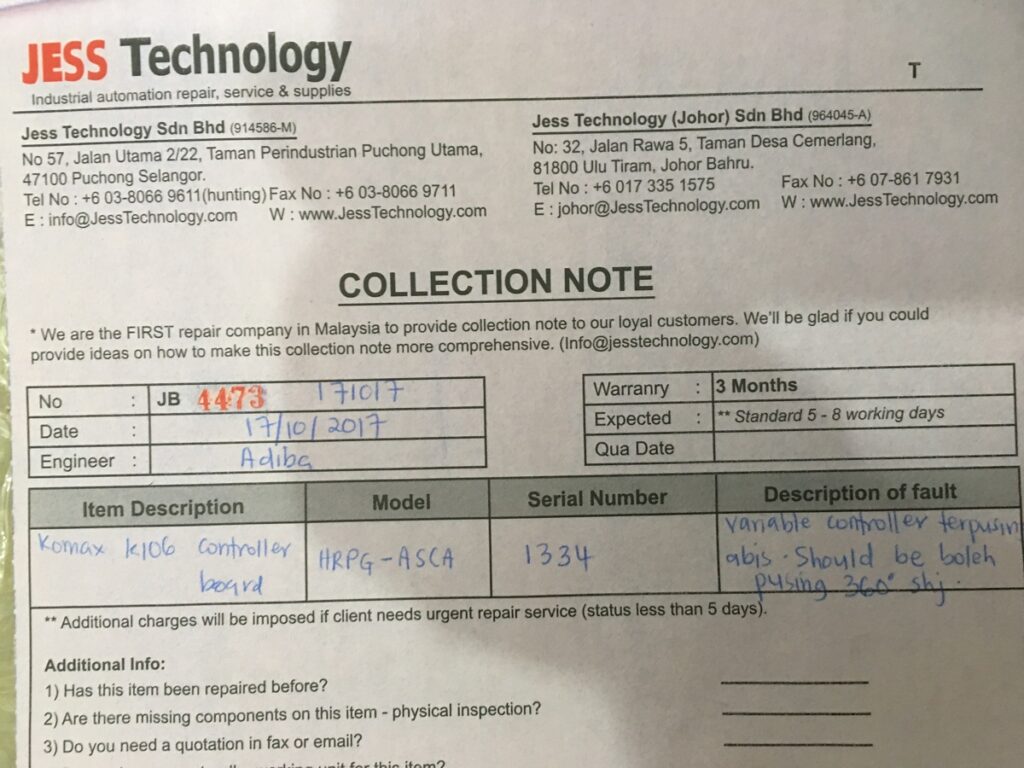 JESS Technology
T
Industrial automation repair, service & supplies
Jess Technology Sdn Bhd (914586-M)
No 57, Jalan Utama 2/22, Taman Perindustrian Puchong Utama,
47100 Puchong Selangor.
Tel No : +6 03-8066 9611(hunting) Fax No : +6 03-8066 9711
E : info@JessTechnology.com W : www.JessTechnology.com
Jess Technology (Johor) Sdn Bhd (964045-A)
No: 32, Jalan Rawa 5, Taman Desa Cemerlang,
81800 Ulu Tiram, Johor Bahru.
Tel No : +6 017 335 1575 Fax No : +6 07-861 7931
E : johor@JessTechnology.com W : www.JessTechnology.com
COLLECTION NOTE
* We are the FIRST repair company in Malaysia to provide collection note to our loyal customers. We'll be glad if you could
provide ideas on how to make this collection note more comprehensive. (Info@jesstechnology.com)
No : JB 4473 171017
Date : 17/10/2017
Engineer : Adiba
Warranry : 3 Months
Expected : ** Standard 5 - 8 working days
Qua Date
Item Description Model Serial Number Description of fault
Komax K106 controller
board
HRPG-ASCA
1334
Variable controller terpusin
abis. Should be boleh
pusing 360° shj.
** Additional charges will be imposed if client needs urgent repair service (status less than 5 days).
Additional Info:
1) Has this item been repaired before?
2) Are there missing components on this item - physical inspection?
3) Do you need a quotation in fax or email?
unit for this item?